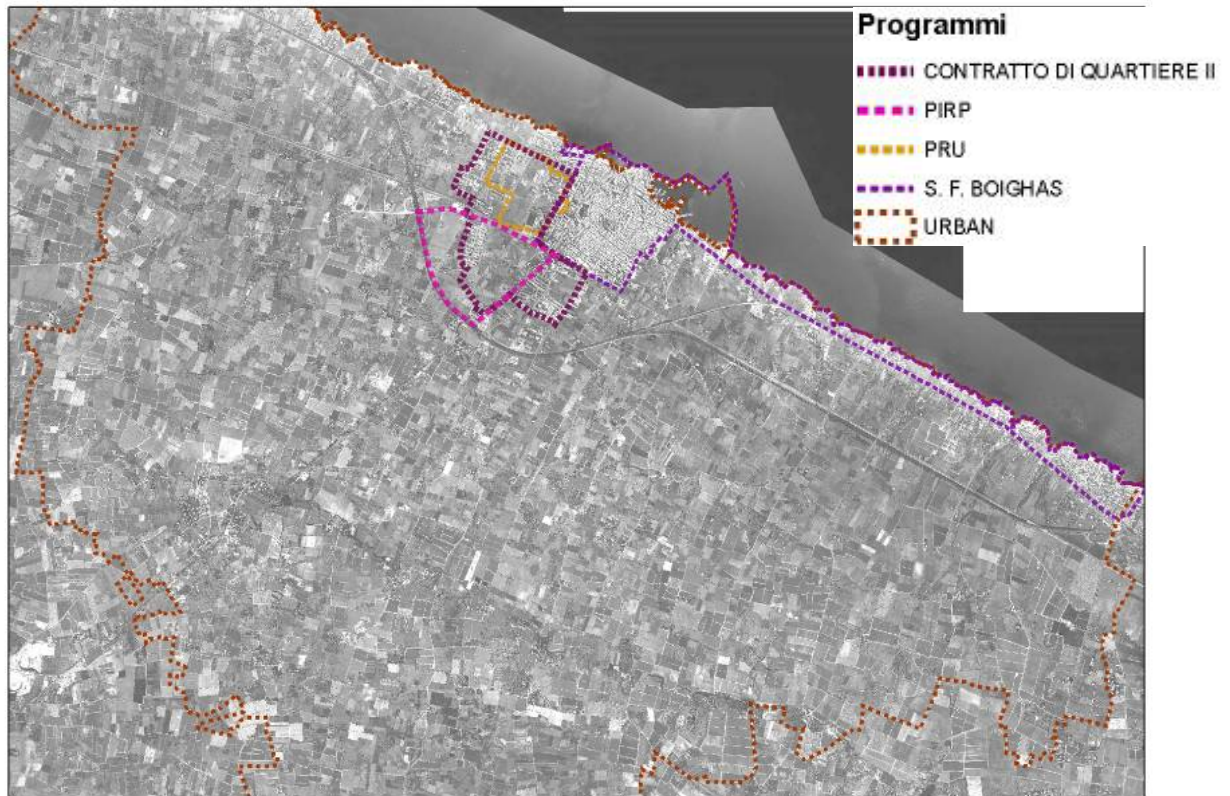 Programmi
CONTRATTO DI QUARTIERE II
PIRP
PRU
S. F. BOIGHAS
URBAN